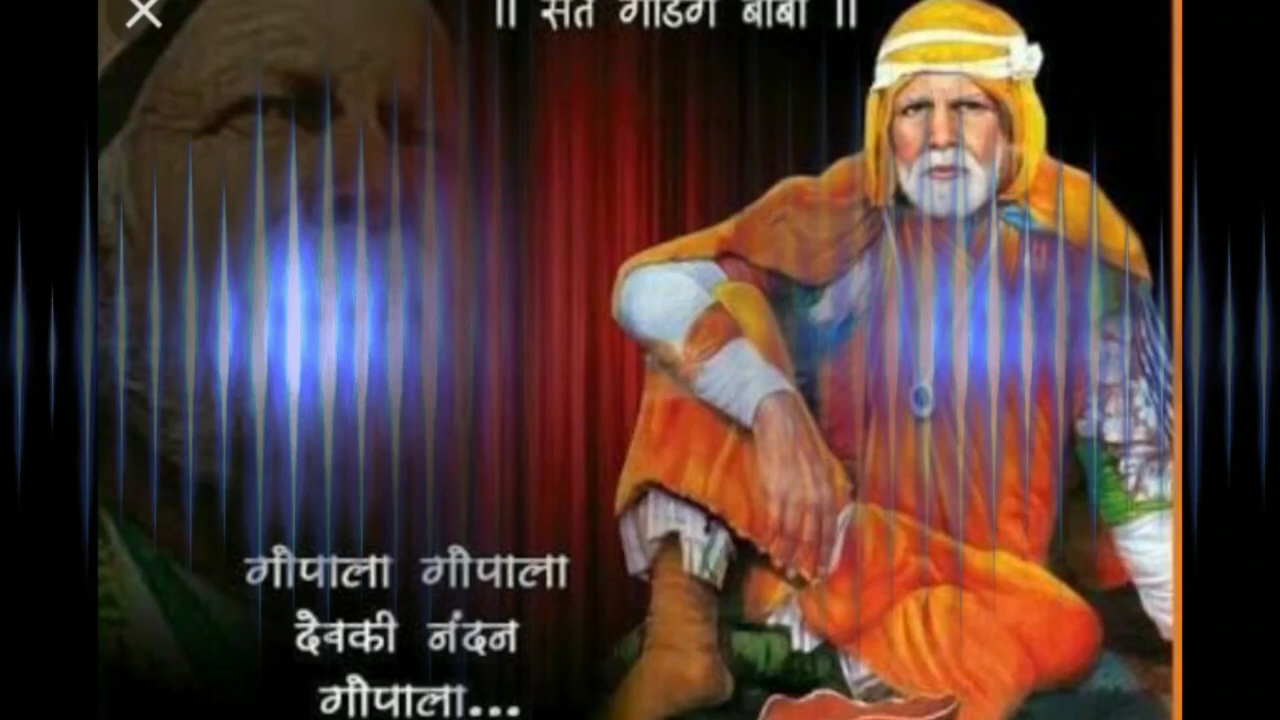 ॥ संत गाडगे बाबा ॥
गोपाला गोपाला
देवकी नंदन
गोपाला...